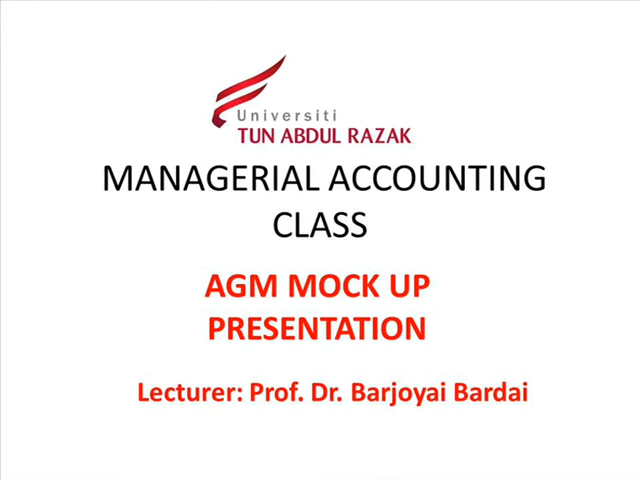 Universiti
TUN ABDUL RAZAK
MANAGERIAL ACCOUNTING
CLASS
AGM MOCK UP
PRESENTATION
Lecturer: Prof. Dr. Barjoyai Bardai